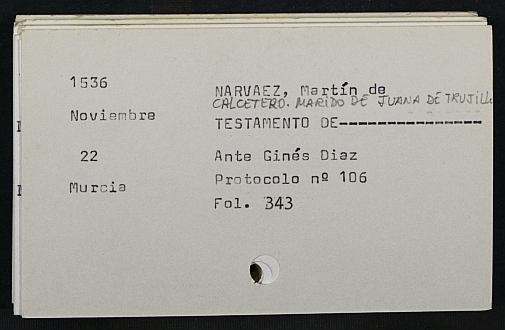 1536
NARVAEZ, Martín de
CALCETERO. MARIDO DE JUANA DE TRUJILLO
Noviembre
TESTAMENTO DE----------------
22
Ante Ginés Diaz
Murcia
Protocolo nº 106
Fol. 343